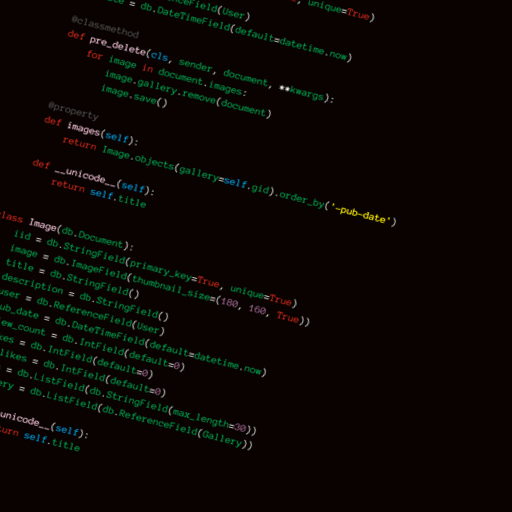 unique=True)
Field(User)
= db.DateTimeField(default=datetime.now)
@classmethod
def pre_delete(cls, sender, document, **kwargs):
for image in document.images:
image.gallery.remove(document)
image.save()
@property
def images(self):
return Image.objects(gallery=self.gid).order_by('-pub-date')
def __unicode__(self):
return self.title
lass Image(db.Document):
iid = db.StringField(primary_key=True, unique=True)
image = db.ImageField(thumbnail_size=(180, 160, True))
title = db.StringField()
description = db.StringField()
user = db.ReferenceField(User)
ub_date = db.DateTimeField(default=datetime.now)
ew_count = db.IntField(default=0)
kes = db.IntField(default=0)
likes = db.IntField(default=0)
= db.ListField(db.StringField(max_length=30))
ery = db.ListField(db.ReferenceField(Gallery))
unicode__(self):
urn self.title